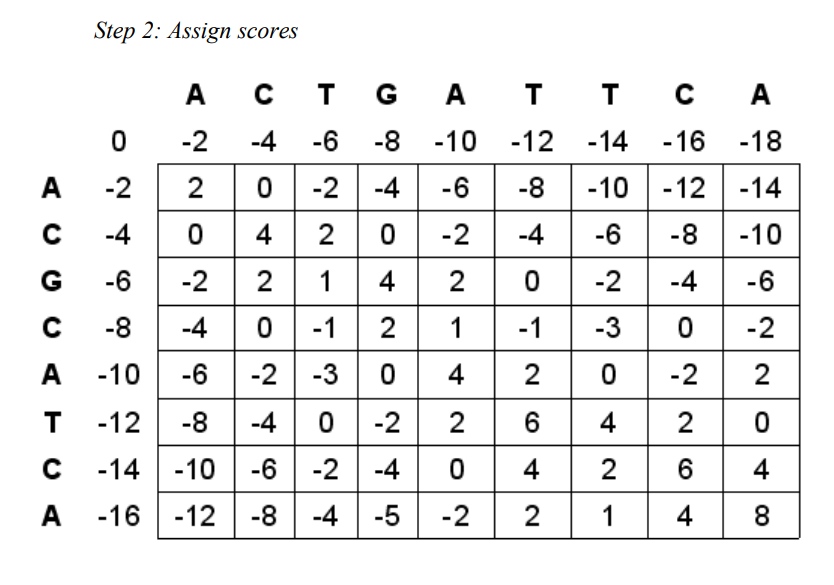 Step 2: Assign scores
A C T G A T T C A
0 -2 -4 -6 -8 -10 -12 -14 -16 -18
A -2 2 0 -2 -4 -6 -8 -10 -12 -14
C -4 0 4 2 0 -2 -4 -6 -8 -10
G -6 -2 2 1 4 2 0 -2 -4 -6
C -8 -4 0 -1 2 1 -1 -3 0 -2
A -10 -6 -2 -3 0 4 2 0 -2 2
T -12 -8 -4 0 -2 2 6 4 2 0
C -14 -10 -6 -2 -4 0 4 2 6 4
A -16 -12 -8 -4 -5 -2 2 1 4 8